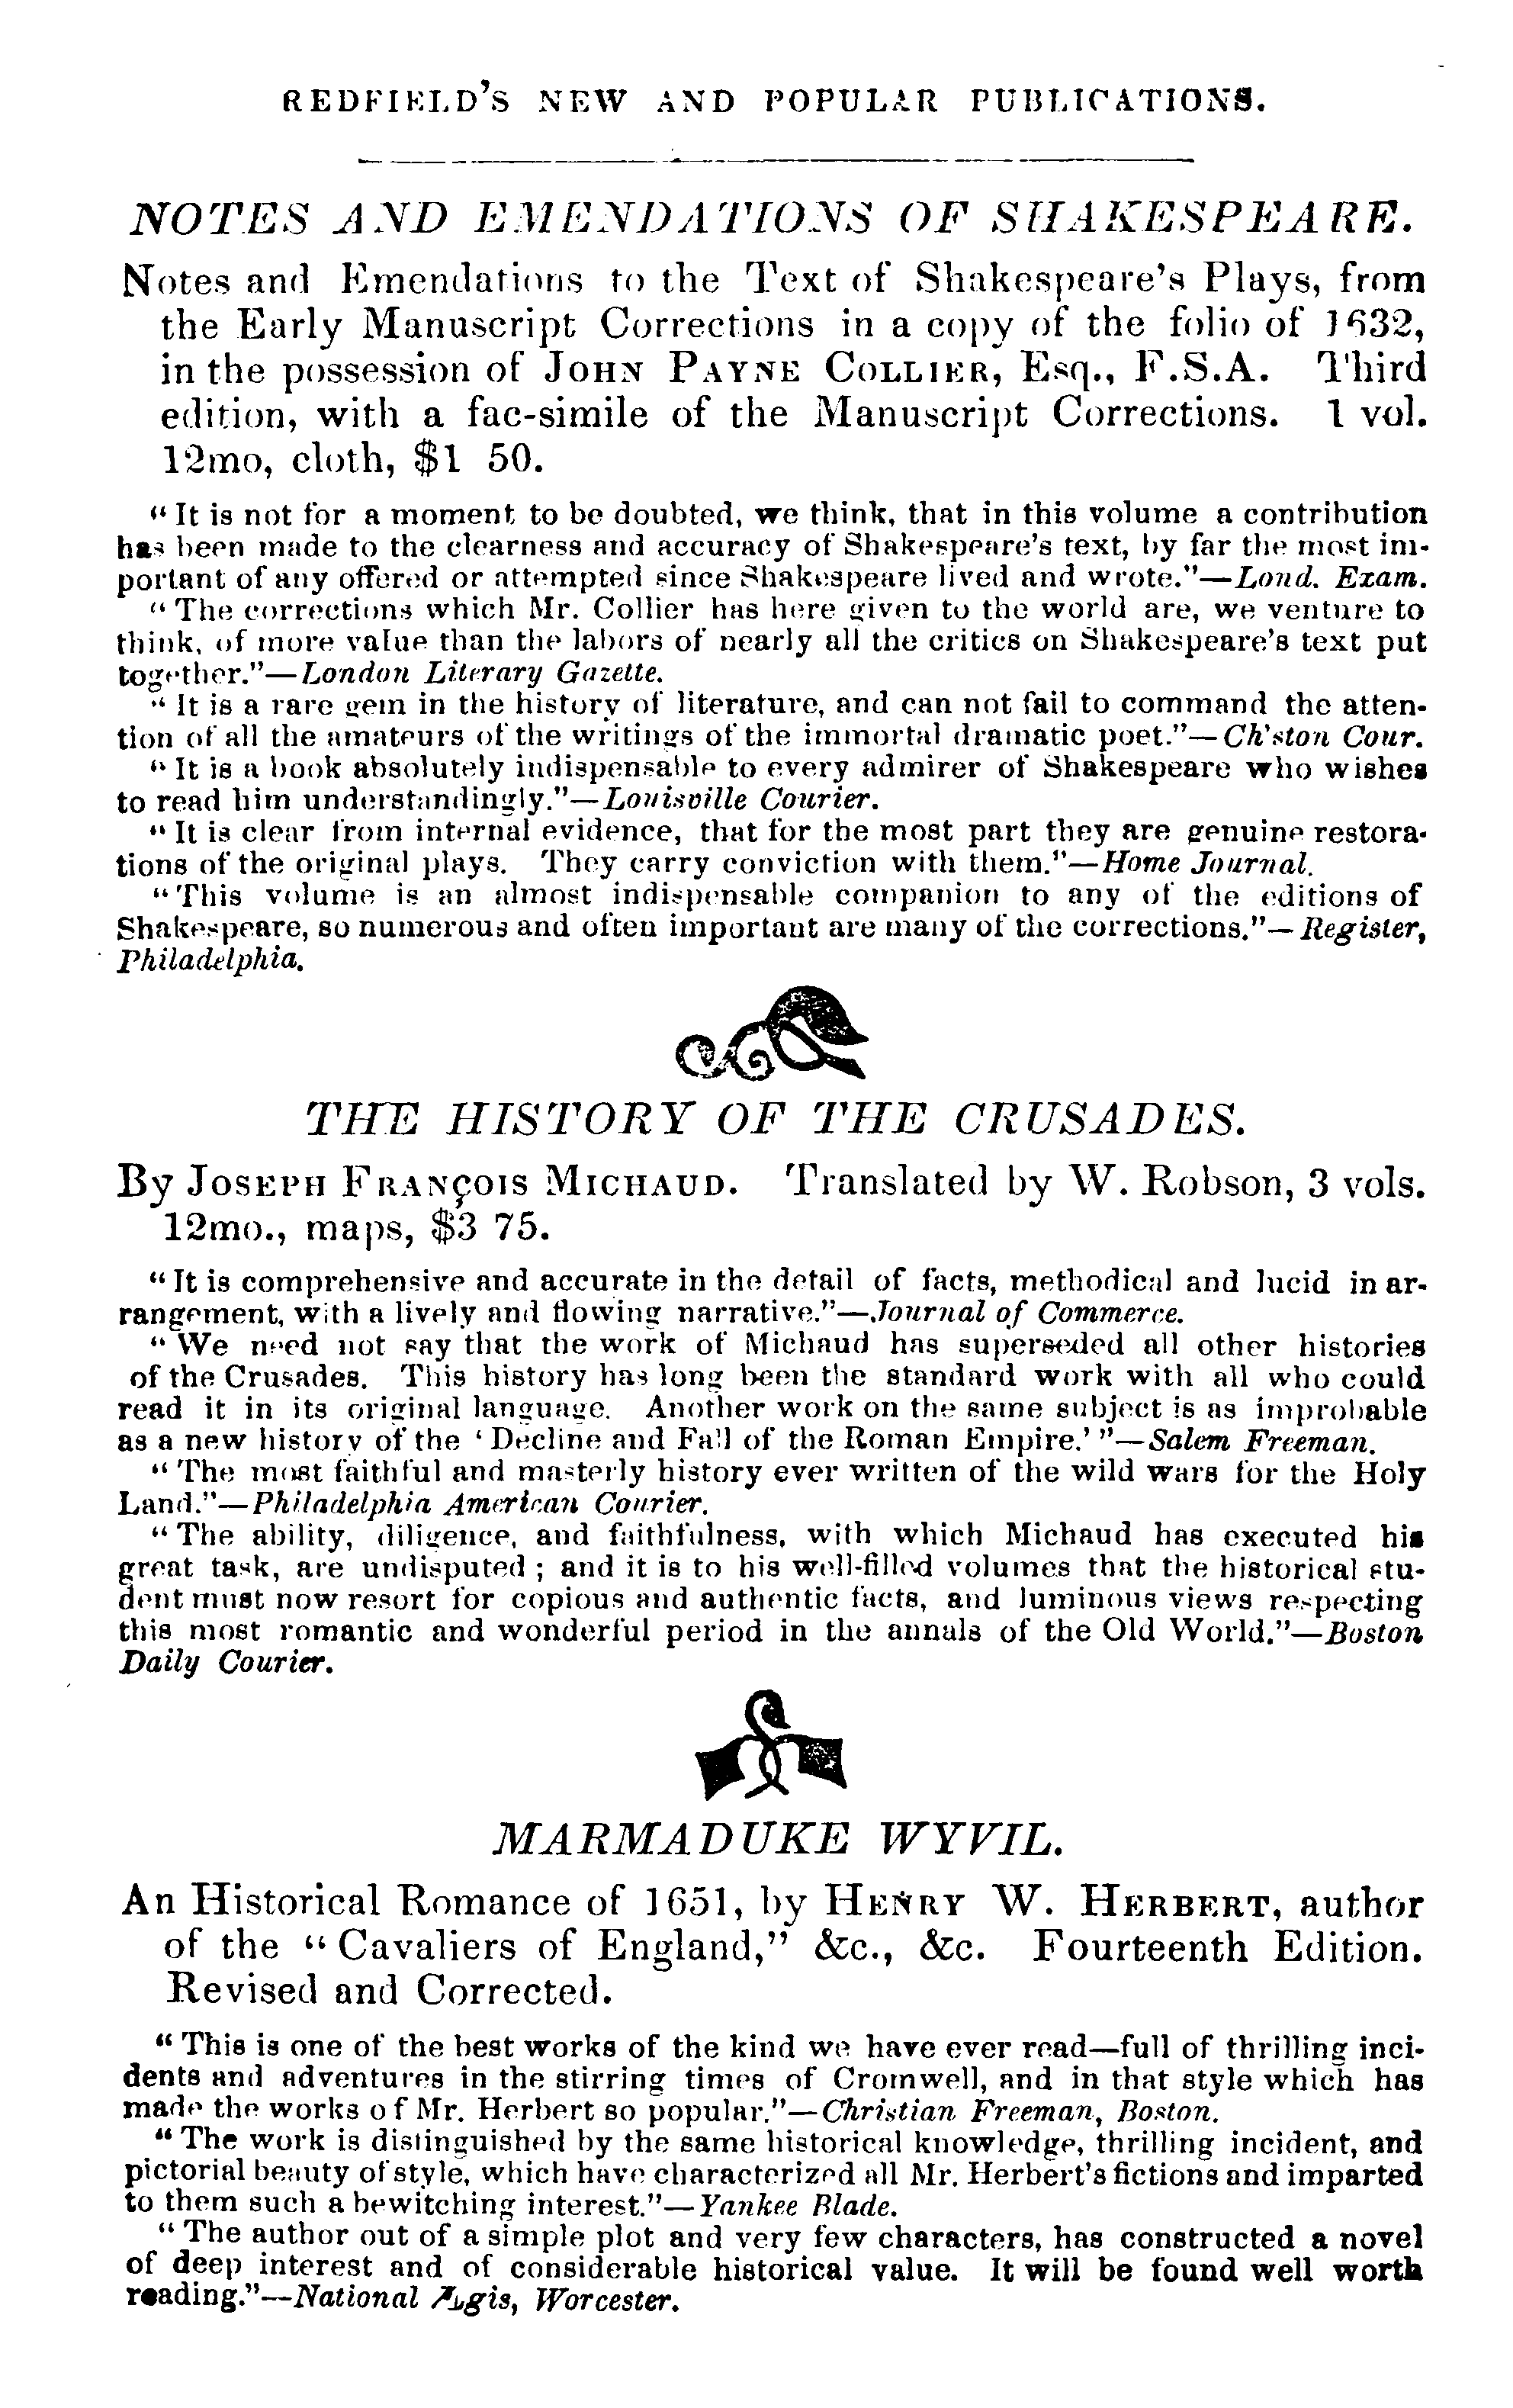 REDFIELD'S NEW AND POPULAR PUBLICATIONS.
NOTES AND EMENDATIONS OF SHAKESPEARE.
Notes and Emendations to the Text of Shakespeare's Plays, from
the Early Manuscript Corrections in a copy of the folio of 1632,
in the possession of JOHN PAYNE COLLIER, Esq., F.S.A. Third
edition, with a fac-simile of the Manuscript Corrections. 1 vol.
12mo, cloth, $1 50.
"It is not for a moment to be doubted, we think, that in this volume a contribution
has been made to the clearness and accuracy of Shakespeare's text, by far the most im-
portant of any offered or attempted since Shakespeare lived and wrote."—Lond. Exam.
"The corrections which Mr. Collier has here given to the world are, we venture to
think, of more value than the labors of nearly all the critics on Shakespeare's text put
together."—London Literary Gazette.
"It is a rare gem in the history of literature, and can not fail to command the atten-
tion of all the amateurs of the writings of the immortal dramatic poet."—Ch'ston Cour.
"It is a book absolutely indispensable to every admirer of Shakespeare who wishes
to read him understandingly."—Louisville Courier.
"It is clear from internal evidence, that for the most part they are genuine restora-
tions of the original plays. They carry conviction with them."—Home Journal.
"This volume is an almost indispensable companion to any of the editions of
Shakespeare, so numerous and often important are many of the corrections."—Register,
Philadelphia.
THE HISTORY OF THE CRUSADES.
By JOSEPH FRANÇOIS MICHAUD. Translated by W. Robson, 3 vols.
12mo., maps, $3 75.
"It is comprehensive and accurate in the detail of facts, methodical and lucid in ar-
rangement, with a lively and flowing narrative."—Journal of Commerce.
"We need not say that the work of Michaud has superseded all other histories
of the Crusades. This history has long been the standard work with all who could
read it in its original language. Another work on the same subject is as improbable
as a new history of the 'Decline and Fall of the Roman Empire.'"—Salem Freeman.
"The most faithful and masterly history ever written of the wild wars for the Holy
Land."—Philadelphia American Courier.
"The ability, diligence, and faithfulness, with which Michaud has executed his
great task, are undisputed; and it is to his well-filled volumes that the historical stu-
dent must now resort for copious and authentic facts, and luminous views respecting
this most romantic and wonderful period in the annals of the Old World."—Boston
Daily Courier.
MARMADUKE WYVIL.
An Historical Romance of 1651, by HENRY W. HERBERT, author
of the "Cavaliers of England," &c., &c. Fourteenth Edition.
Revised and Corrected.
"This is one of the best works of the kind we have ever read—full of thrilling inci-
dents and adventures in the stirring times of Cromwell, and in that style which has
made the works of Mr. Herbert so popular."—Christian Freeman, Boston.
"The work is distinguished by the same historical knowledge, thrilling incident, and
pictorial beauty of style, which have characterized all Mr. Herbert's fictions and imparted
to them such a bewitching interest."—Yankee Blade.
"The author out of a simple plot and very few characters, has constructed a novel
of deep interest and of considerable historical value. It will be found well worth
reading."—National Ægis, Worcester.